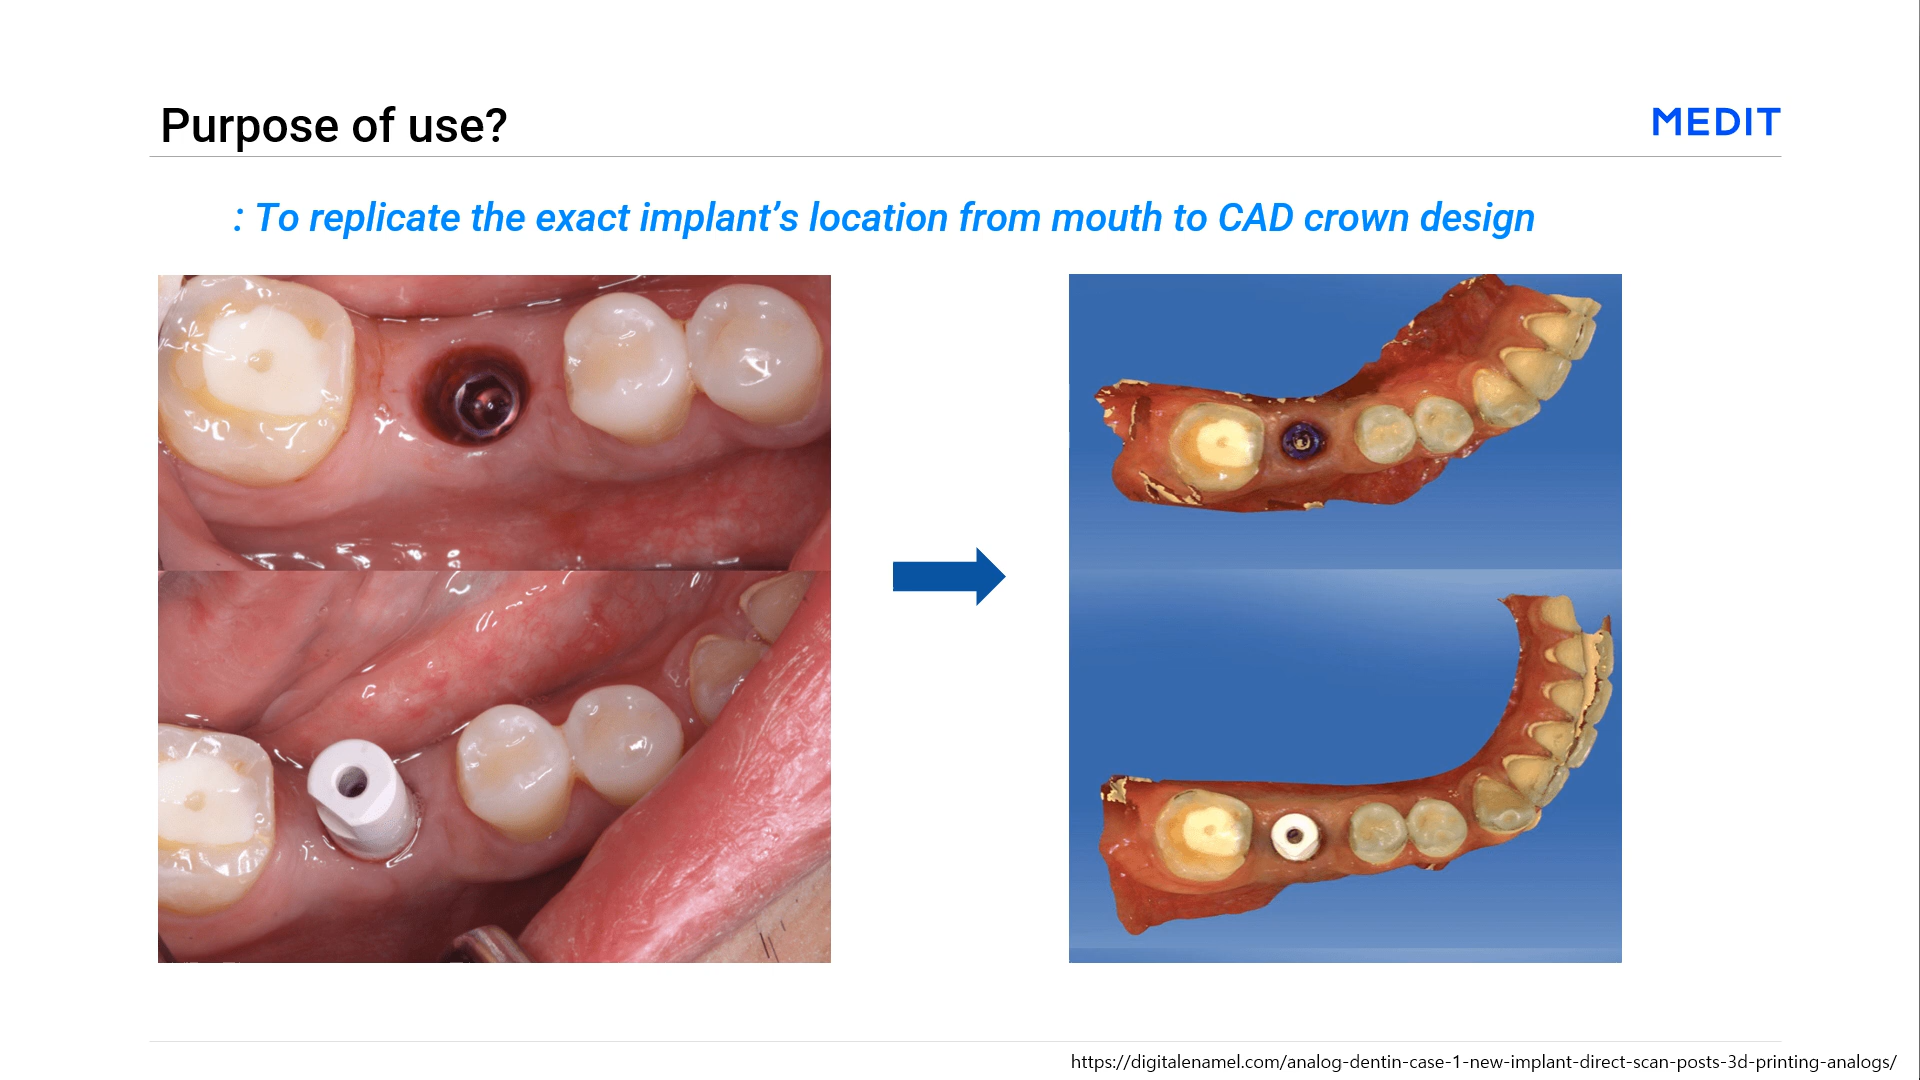 Purpose of use?
MEDIT
: To replicate the exact implant’s location from mouth to CAD crown design
https://digitalenamel.com/analog-dentin-case-1-new-implant-direct-scan-posts-3d-printing-analogs/